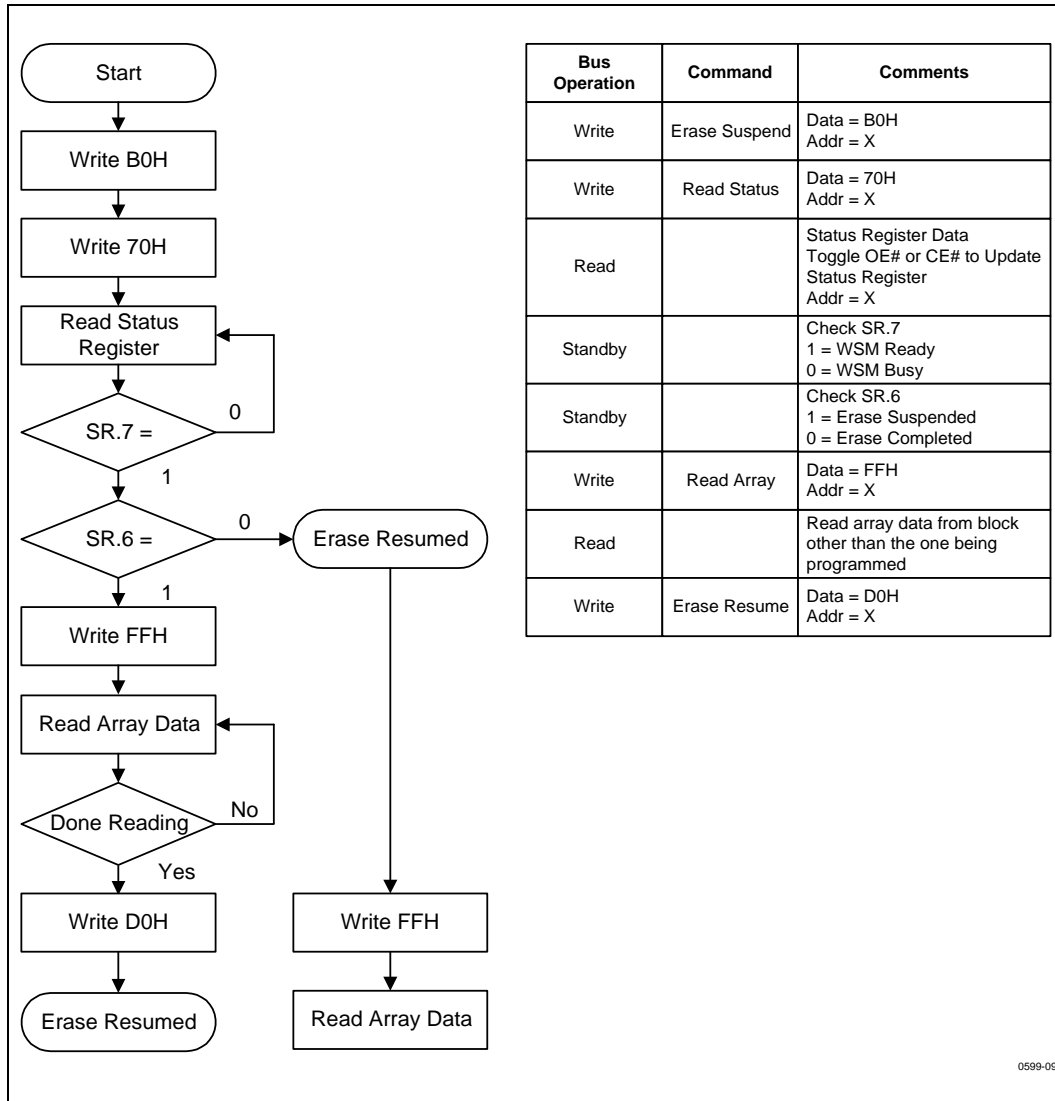 Start
Write B0H
Write 70H
Read Status
Register
0
SR.7 =
1
0
SR.6 =
Erase Resumed
1
Write FFH
Read Array Data
No
Done Reading
Yes
Write D0H
Write FFH
Erase Resumed
Read Array Data
Bus
Operation
Command
Comments
Write
Erase Suspend
Data = B0H
Addr = X
Write
Read Status
Data = 70H
Addr = X
Read
Status Register Data
Toggle OE# or CE# to Update
Status Register
Addr = X
Standby
Check SR.7
1 = WSM Ready
0 = WSM Busy
Standby
Check SR.6
1 = Erase Suspended
0 = Erase Completed
Write
Read Array
Data = FFH
Addr = X
Read
Read array data from block
other than the one being
programmed
Write
Erase Resume
Data = D0H
Addr = X
0599-09